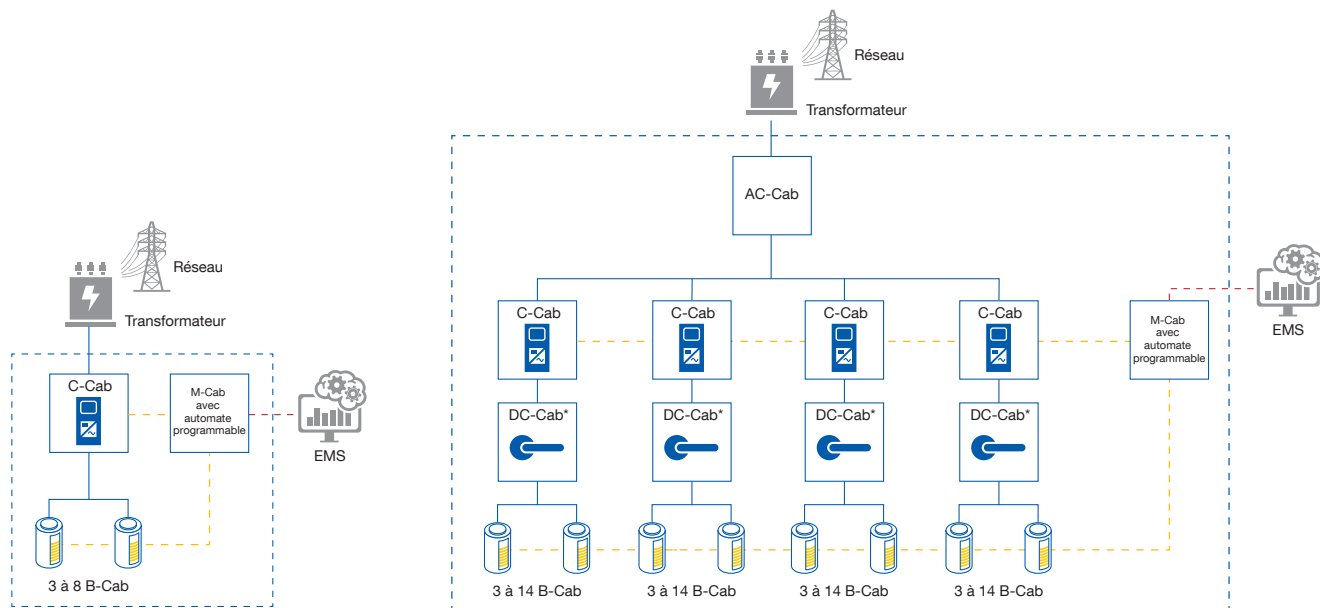 Réseau
Transformateur
C-Cab
M-Cab
avec
automate
programmable
EMS
3 à 8 B-Cab
Réseau
Transformateur
AC-Cab
C-Cab
C-Cab
C-Cab
C-Cab
M-Cab
avec
automate
programmable
EMS
DC-Cab*
DC-Cab*
DC-Cab*
DC-Cab*
3 à 14 B-Cab
3 à 14 B-Cab
3 à 14 B-Cab
3 à 14 B-Cab